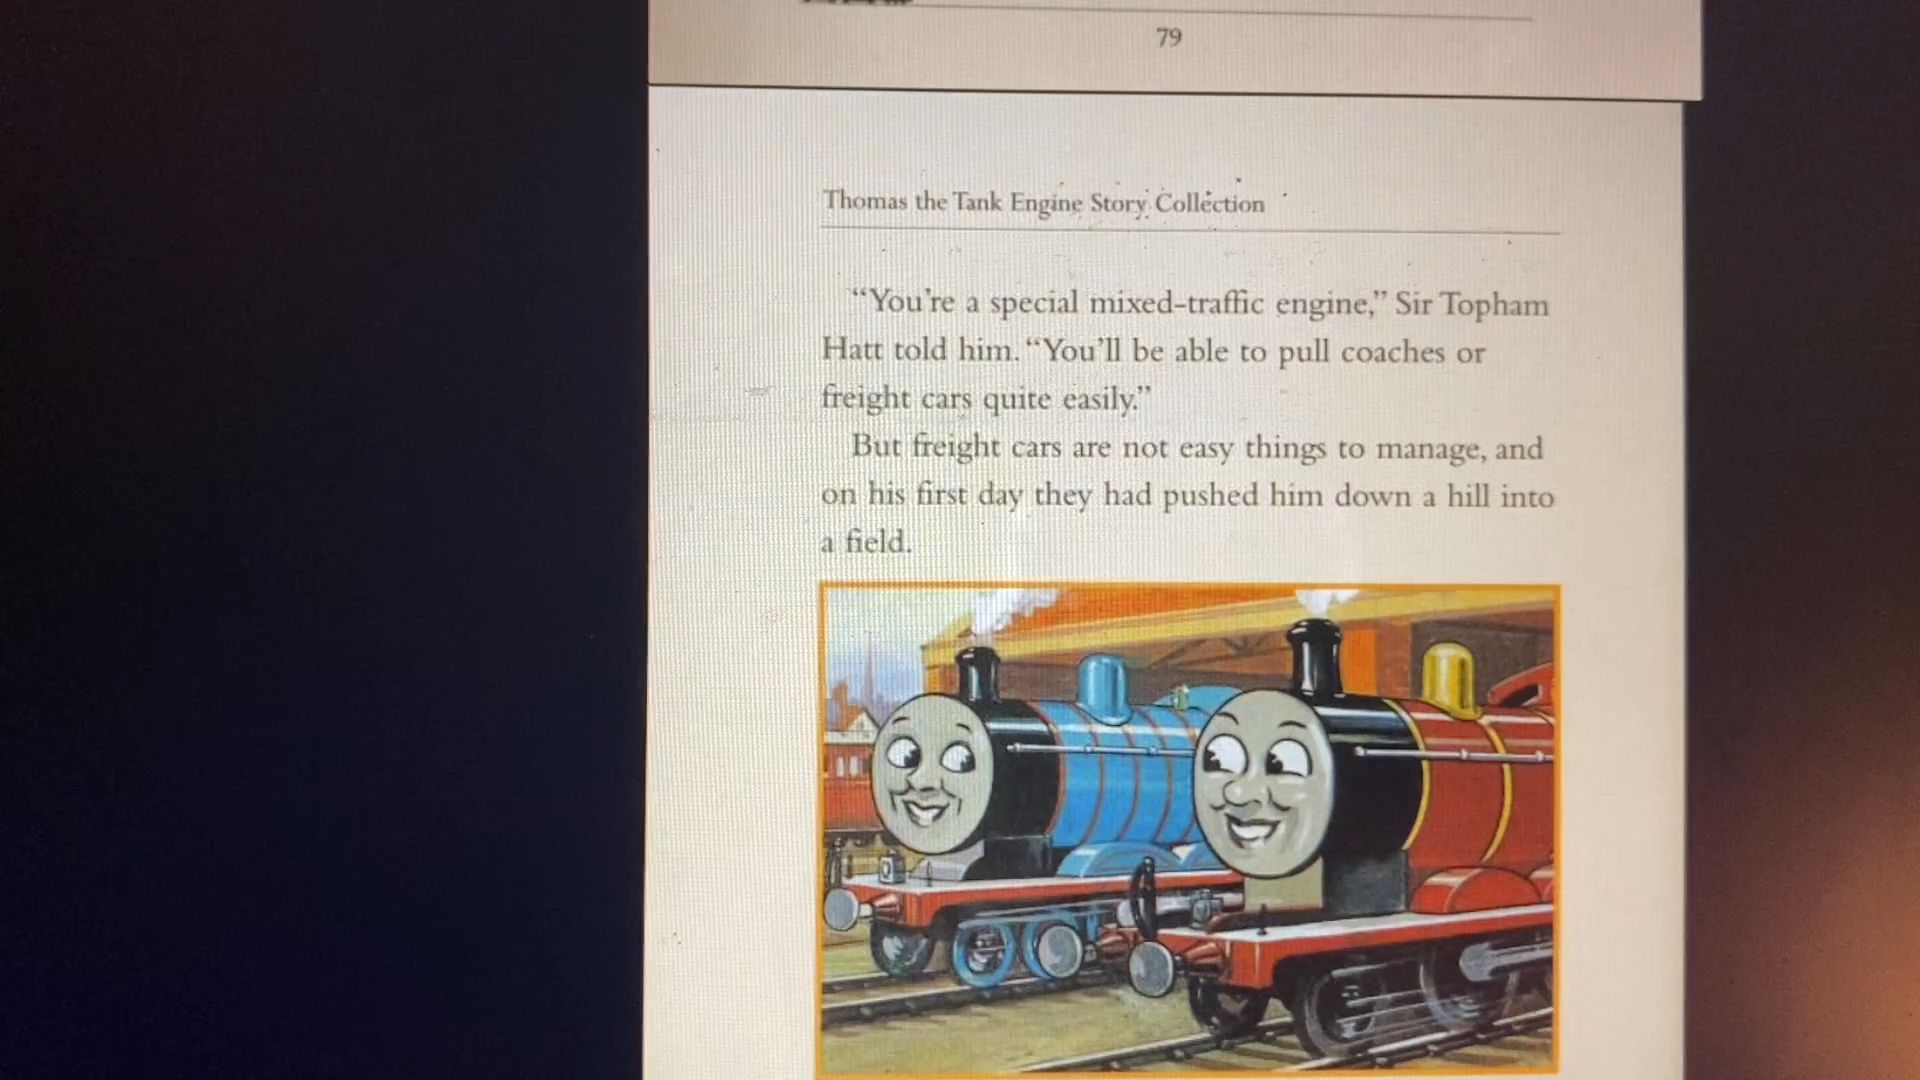 79
Thomas the Tank Engine Story Collection
“You’re a special mixed-traffic engine,” Sir Topham
Hatt told him. “You’ll be able to pull coaches or
freight cars quite easily.”
But freight cars are not easy things to manage, and
on his first day they had pushed him down a hill into
a field.